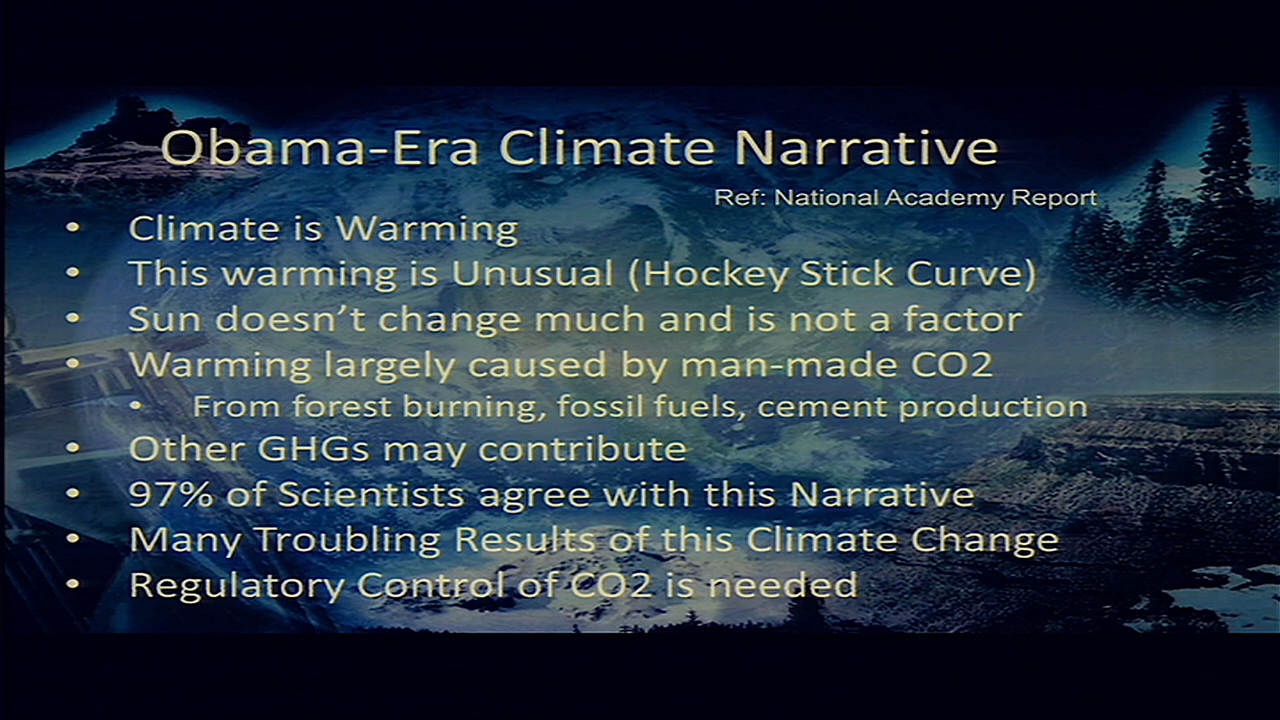 Obama-Era Climate Narrative
Ref: National Academy Report
• Climate is Warming
• This warming is Unusual (Hockey Stick Curve)
• Sun doesn’t change much and is not a factor
• Warming largely caused by man-made CO2
• From forest burning, fossil fuels, cement production
• Other GHGs may contribute
• 97% of Scientists agree with this Narrative
• Many Troubling Results of this Climate Change
• Regulatory Control of CO2 is needed